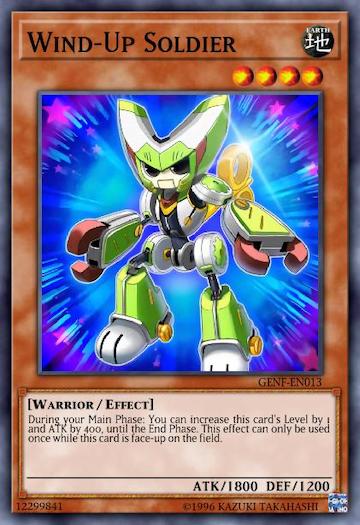 WIND-UP SOLDIER
EARTH
地
GENF-EN013
[WARRIOR / EFFECT]
During your Main Phase: You can increase this card's Level by 1
and ATK by 400, until the End Phase. This effect can only be used
once while this card is face-up on the field.
ATK/1800 DEF/1200
12299841
©1996 KAZUKI TAKAHASHI